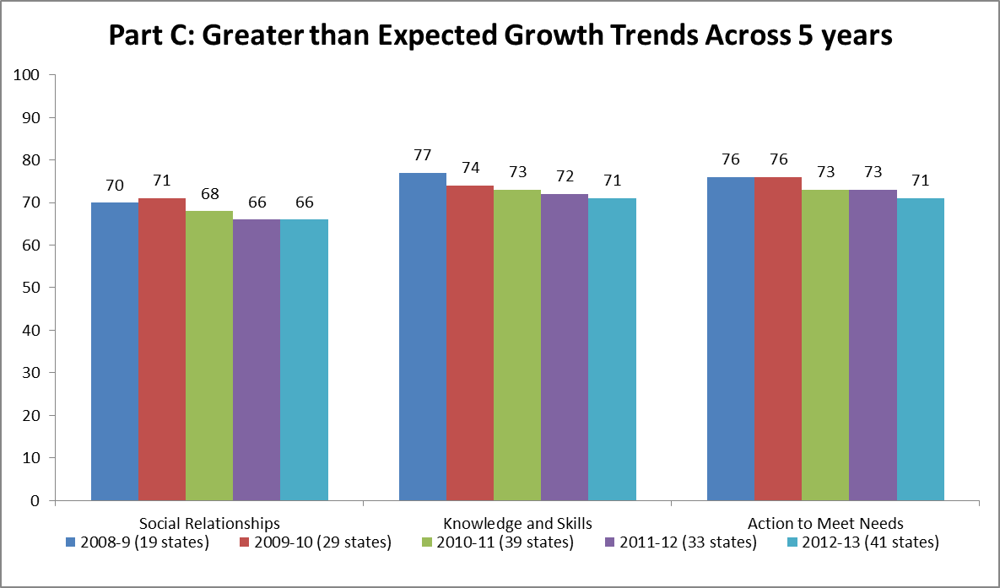 Part C: Greater than Expected Growth Trends Across 5 years
100
90
80
70
60
50
40
30
20
10
0
70
71
68
66
66
77
74
73
72
71
76
76
73
73
71
Social Relationships
Knowledge and Skills
Action to Meet Needs
2008-9 (19 states)
2009-10 (29 states)
2010-11 (39 states)
2011-12 (33 states)
2012-13 (41 states)